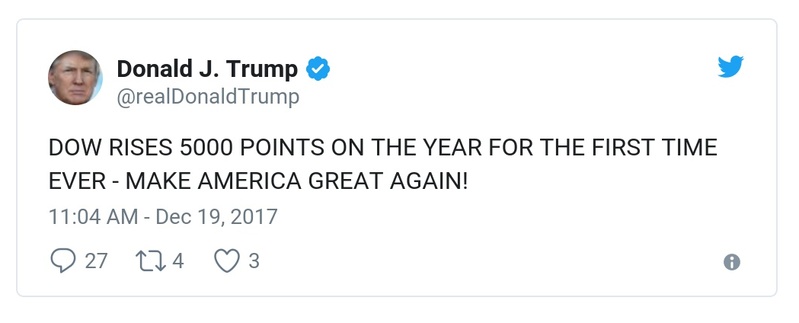 Donald J. Trump
@realDonaldTrump
DOW RISES 5000 POINTS ON THE YEAR FOR THE FIRST TIME
EVER - MAKE AMERICA GREAT AGAIN!
11:04 AM - Dec 19, 2017
27 4 3